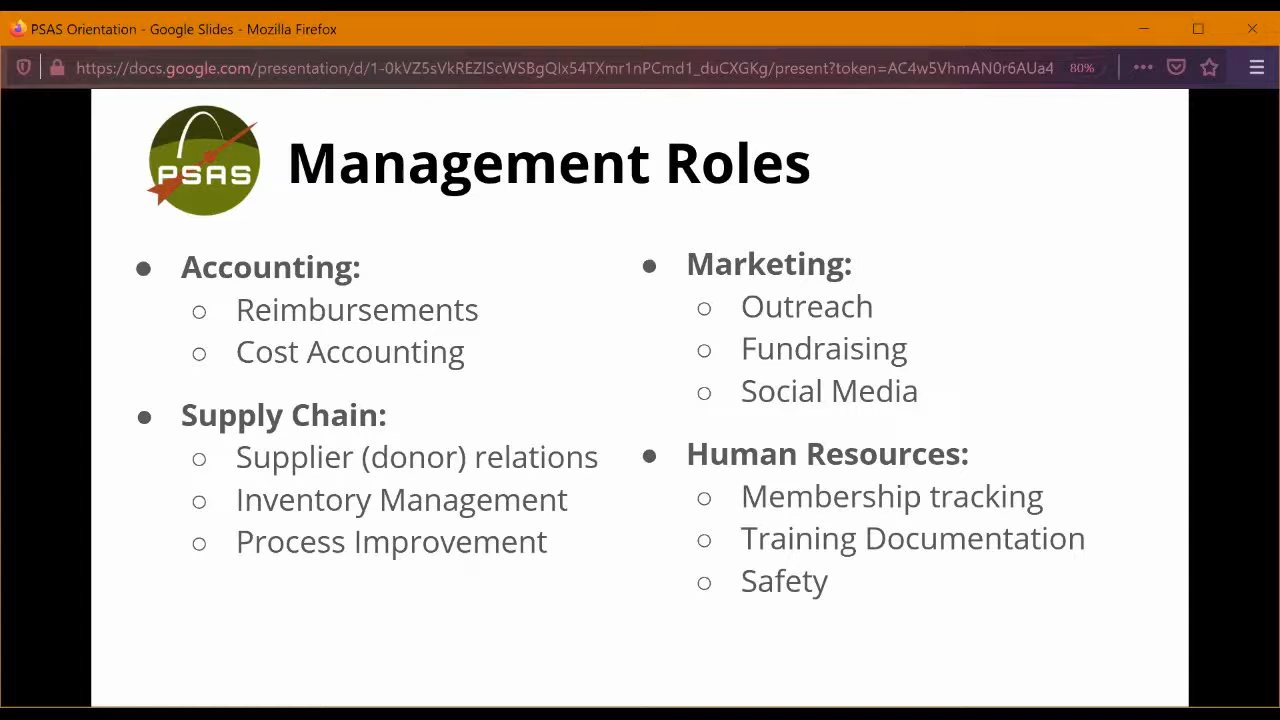 PSAS Orientation - Google Slides - Mozilla Firefox
https://docs.google.com/presentation/d/1-0kVZ5sVkREZlScWSBgQlx54TXmr1nPCmd1_duCXGKg/present?token=AC4w5VhmAN0r6AUa4 80%
PSAS
Management Roles
● Accounting:
○ Reimbursements
○ Cost Accounting
● Supply Chain:
○ Supplier (donor) relations
○ Inventory Management
○ Process Improvement
● Marketing:
○ Outreach
○ Fundraising
○ Social Media
● Human Resources:
○ Membership tracking
○ Training Documentation
○ Safety